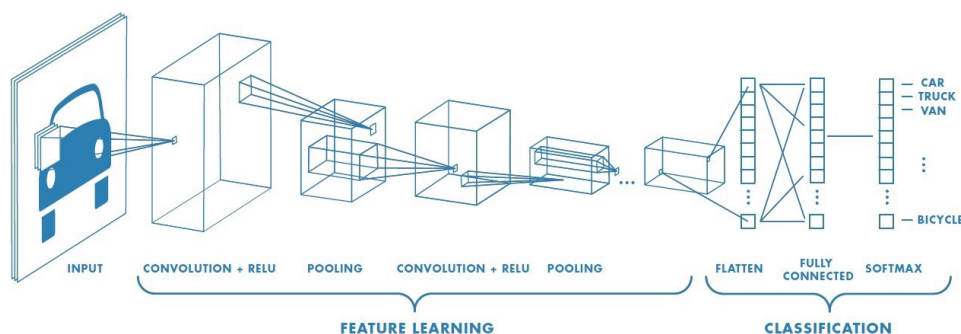 CAR
TRUCK
VAN
BICYCLE
INPUT
CONVOLUTION + RELU
POOLING
CONVOLUTION + RELU
POOLING
FLATTEN
FULLY
CONNECTED
SOFTMAX
FEATURE LEARNING
CLASSIFICATION